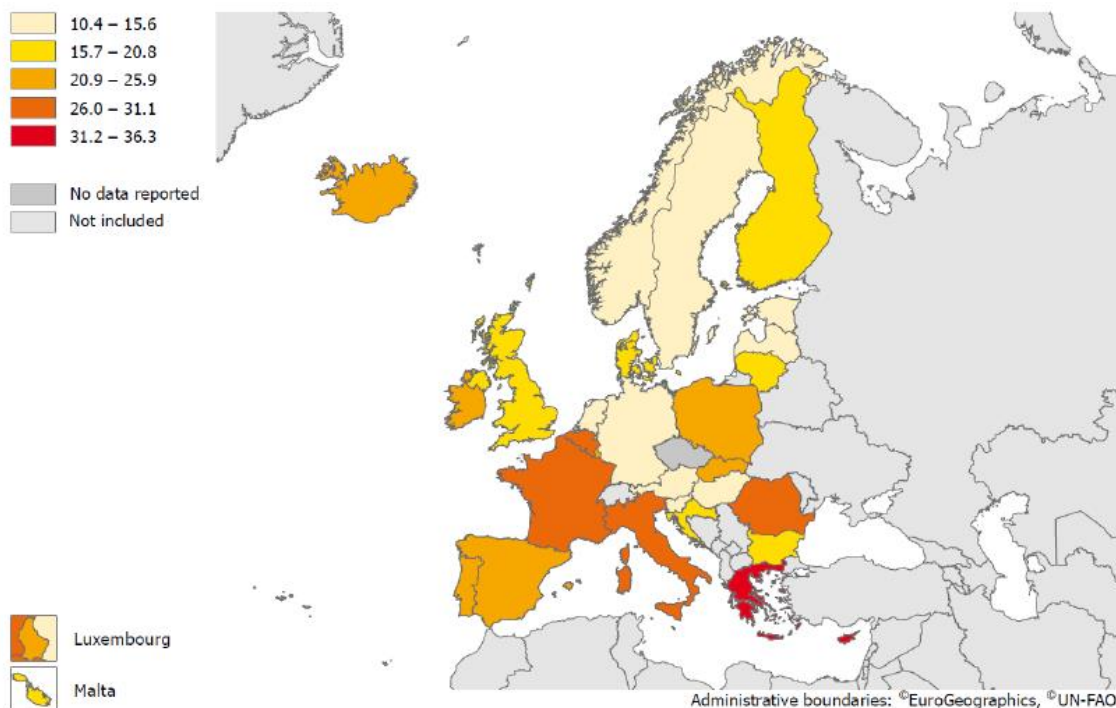 10.4 – 15.6
15.7 – 20.8
20.9 – 25.9
26.0 – 31.1
31.2 – 36.3
No data reported
Not included
Luxembourg
Malta
Administrative boundaries: ©EuroGeographics, ©UN-FAO